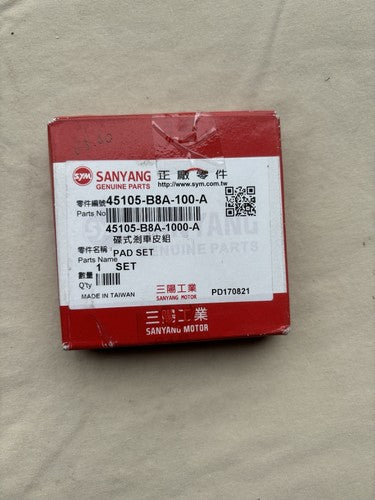 SYM SANYANG 正廠零件
GENUINE PARTS http://www.sym.com.tw
零件編號 45105-B8A-100-A
Parts No
45105-B8A-1000-A
碟式剎車皮組
零件名稱 PAD SET
Parts Name
數量 1 SET
Q'ty
三陽工業
SANYANG MOTOR
MADE IN TAIWAN PD170821
三陽工業
SANYANG MOTOR